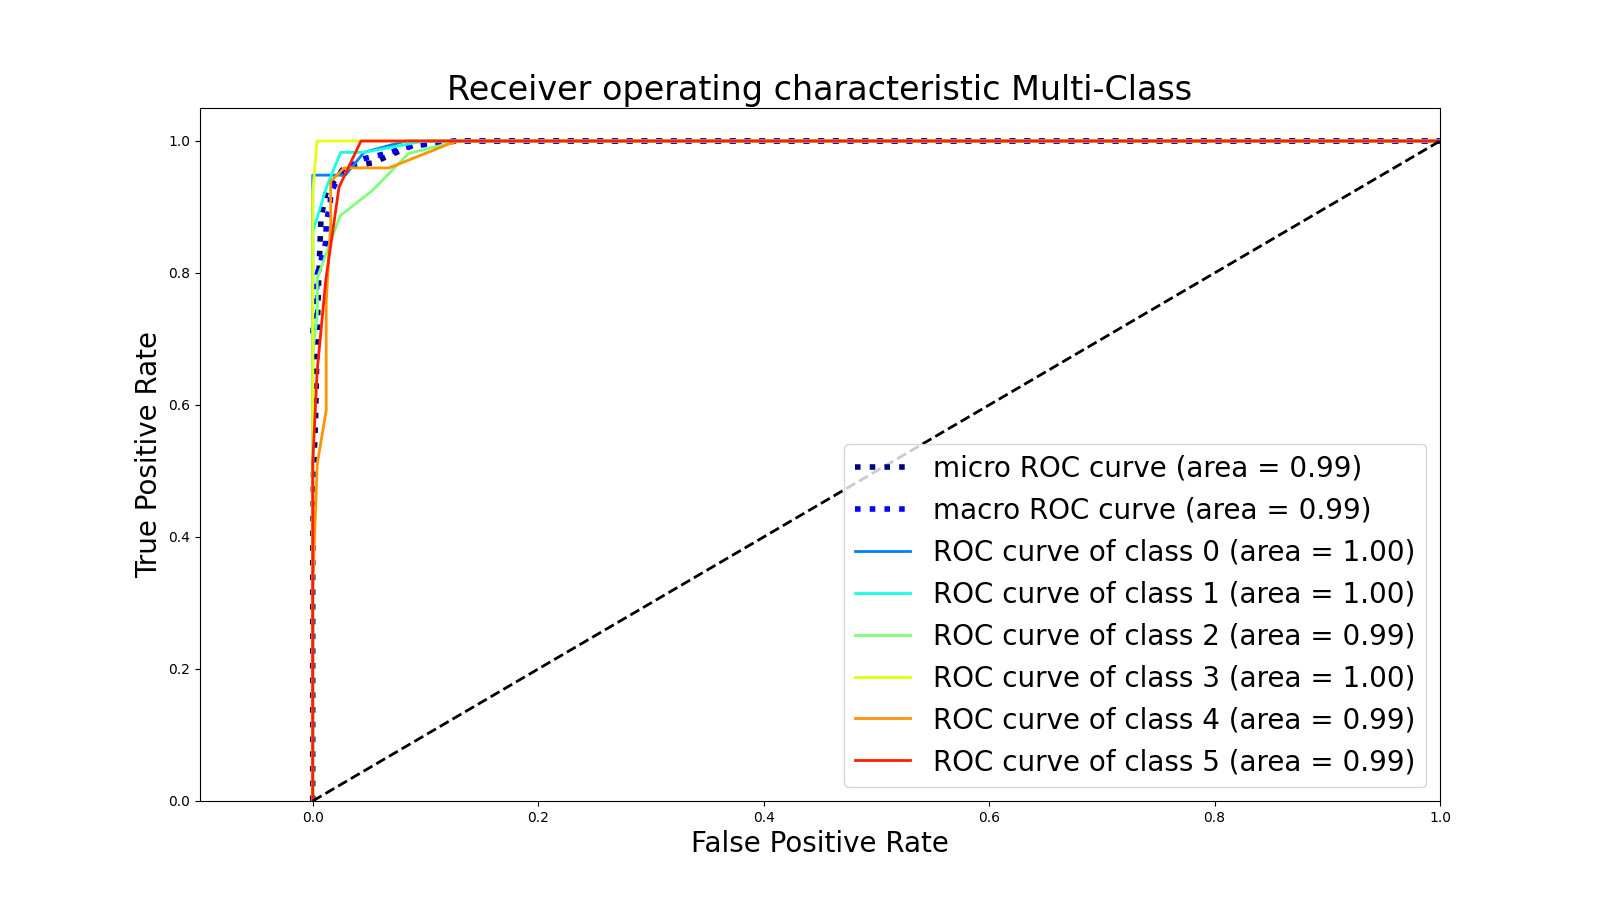 Receiver operating characteristic Multi-Class
1.0
0.8
0.6
0.4
0.2
0.0
True Positive Rate
micro ROC curve (area = 0.99)
macro ROC curve (area = 0.99)
ROC curve of class 0 (area = 1.00)
ROC curve of class 1 (area = 1.00)
ROC curve of class 2 (area = 0.99)
ROC curve of class 3 (area = 1.00)
ROC curve of class 4 (area = 0.99)
ROC curve of class 5 (area = 0.99)
0.0 0.2 0.4 0.6 0.8 1.0
False Positive Rate